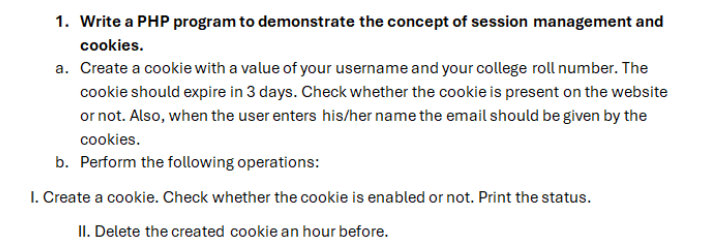 1. Write a PHP program to demonstrate the concept of session management and
cookies.
a. Create a cookie with a value of your username and your college roll number. The
cookie should expire in 3 days. Check whether the cookie is present on the website
or not. Also, when the user enters his/her name the email should be given by the
cookies.
b. Perform the following operations:
I. Create a cookie. Check whether the cookie is enabled or not. Print the status.
II. Delete the created cookie an hour before.